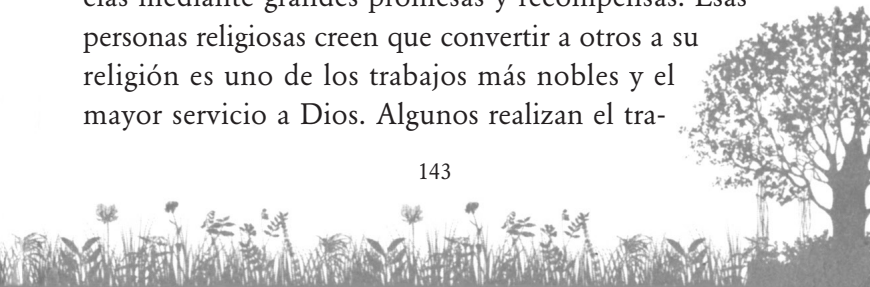 cias mediante grandes promesas y recompensas. Esas
personas religiosas creen que convertir a otros a su
religión es uno de los trabajos más nobles y el
mayor servicio a Dios. Algunos realizan el tra-
143